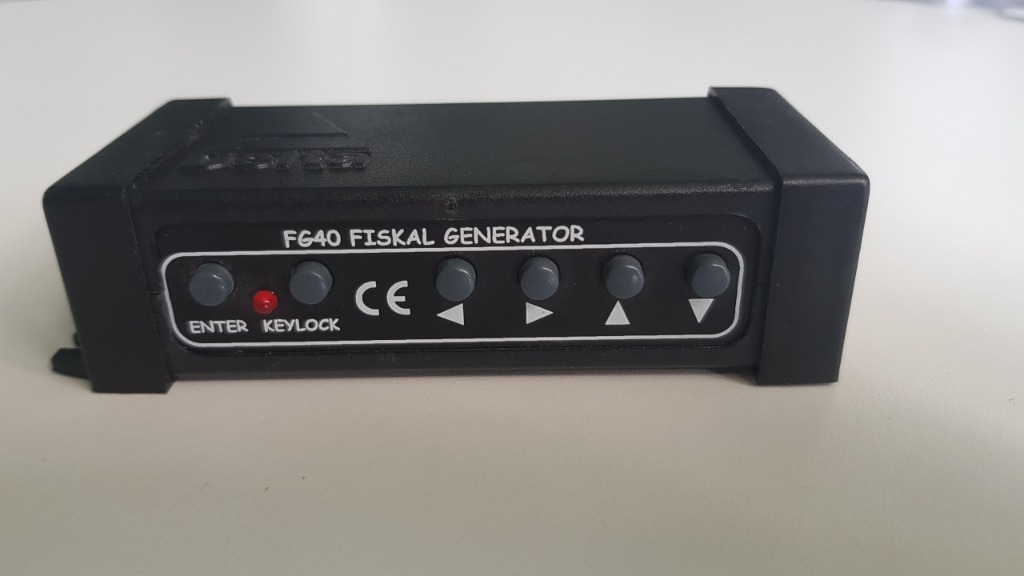 FG40 FISKAL GENERATOR
CE
ENTER KEYLOCK